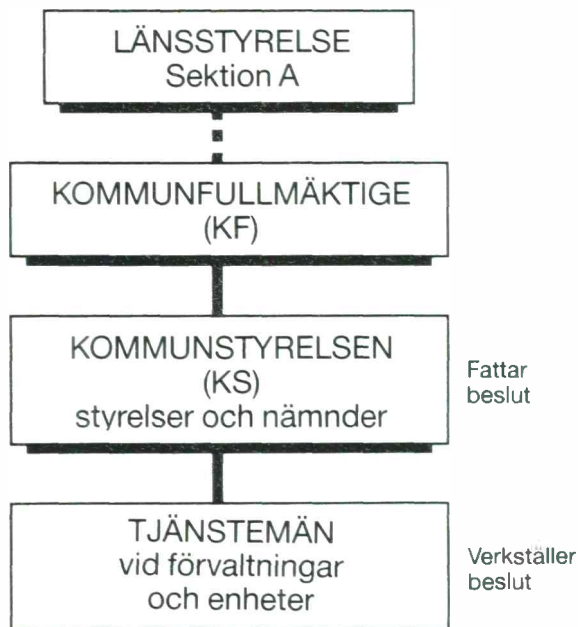 LÄNSSTYRELSE
Sektion A
KOMMUNFULLMÄKTIGE
(KF)
KOMMUNSTYRELSEN
(KS)
styrelser och nämnder
Fattar
beslut
TJÄNSTEMÄN
vid förvaltningar
och enheter
Verkställer
beslut